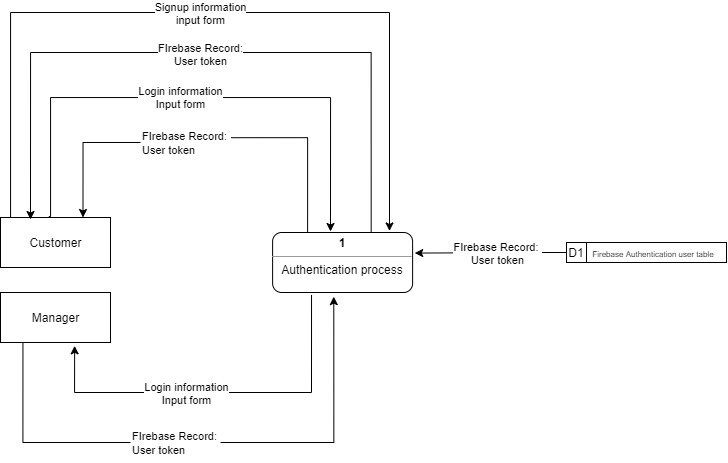 Signup information
input form
FIrebase Record:
User token
Login information
Input form
FIrebase Record:
User token
Customer
1
Authentication process
FIrebase Record:
User token
D1
FIrebase Authentication user table
Manager
Login information
Input form
FIrebase Record:
User token